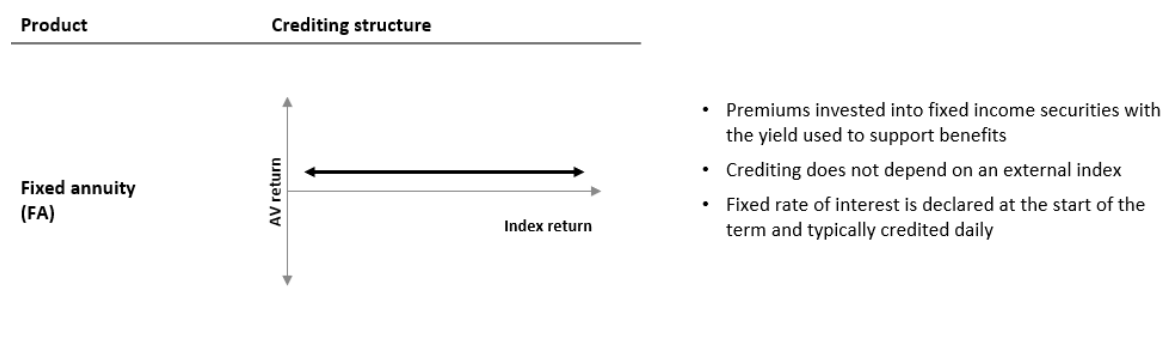 Product
Crediting structure
Fixed annuity
(FA)
AV return
Index return
• Premiums invested into fixed income securities with
the yield used to support benefits
• Crediting does not depend on an external index
• Fixed rate of interest is declared at the start of the
term and typically credited daily